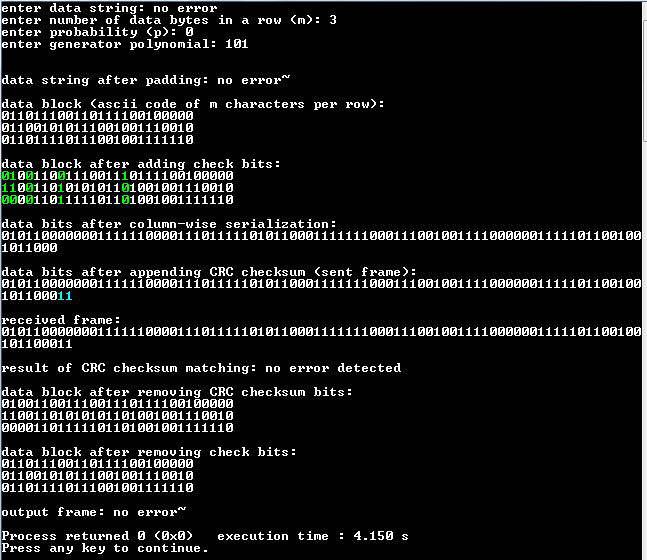 enter data string: no error
enter number of data bytes in a row (m): 3
enter probability (p): 0
enter generator polynomial: 101
data string after padding: no error~
data block (ascii code of m characters per row):
011011100110111100100000
011001010111001001110010
011011110111001001111110
data block after adding check bits:
01001100111001110111100100000
11001101010101101001001110010
00001101111101101001001111110
data bits after column-wise serialization:
01011000000011111100001110111110101100011111110001110010011110000001111101100100
1011000
data bits after appending CRC checksum (sent frame):
01011000000011111100001110111110101100011111110001110010011110000001111101100100
101100011
received frame:
01011000000011111100001110111110101100011111110001110010011110000001111101100100
101100011
result of CRC checksum matching: no error detected
data block after removing CRC checksum bits:
01001100111001110111100100000
11001101010101101001001110010
00001101111101101001001111110
data block after removing check bits:
011011100110111100100000
011001010111001001110010
011011110111001001111110
output frame: no error~
Process returned 0 (0x0)   execution time : 4.150 s
Press any key to continue.